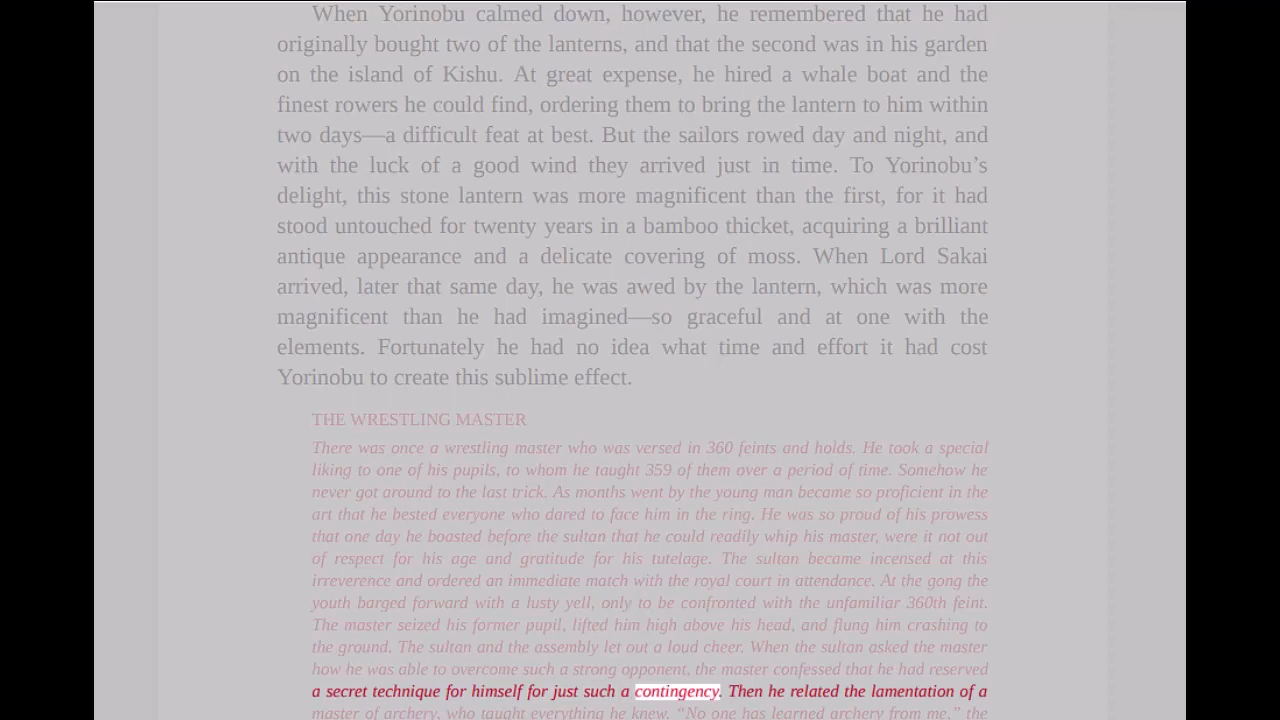 When Yorinobu calmed down, however, he remembered that he had
originally bought two of the lanterns, and that the second was in his garden
on the island of Kishu. At great expense, he hired a whale boat and the
finest rowers he could find, ordering them to bring the lantern to him within
two days—a difficult feat at best. But the sailors rowed day and night, and
with the luck of a good wind they arrived just in time. To Yorinobu’s
delight, this stone lantern was more magnificent than the first, for it had
stood untouched for twenty years in a bamboo thicket, acquiring a brilliant
antique appearance and a delicate covering of moss. When Lord Sakai
arrived, later that same day, he was awed by the lantern, which was more
magnificent than he had imagined—so graceful and at one with the
elements. Fortunately he had no idea what time and effort it had cost
Yorinobu to create this sublime effect.
THE WRESTLING MASTER
There was once a wrestling master who was versed in 360 feints and holds. He took a special
liking to one of his pupils, to whom he taught 359 of them over a period of time. Somehow he
never got around to the last trick. As months went by the young man became so proficient in the
art that he bested everyone who dared to face him in the ring. He was so proud of his prowess
that one day he boasted before the sultan that he could readily whip his master, were it not out
of respect for his age and gratitude for his tutelage. The sultan became incensed at this
irreverence and ordered an immediate match with the royal court in attendance. At the gong the
youth barged forward with a lusty yell, only to be confronted with the unfamiliar 360th feint.
The master seized his former pupil, lifted him high above his head, and flung him crashing to
the ground. The sultan and the assembly let out a loud cheer. When the sultan asked the master
how he was able to overcome such a strong opponent, the master confessed that he had reserved
a secret technique for himself for just such a contingency. Then he related the lamentation of a
master of archery, who taught everything he knew. “No one has learned archery from me,” the